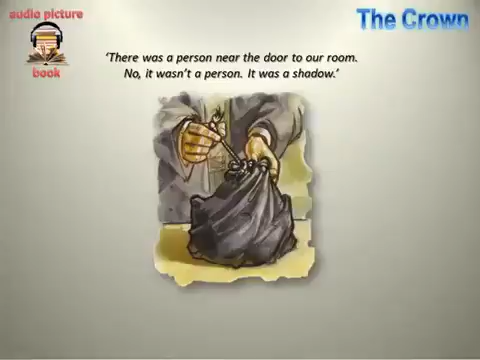 audio picture
book
The Crown
‘There was a person near the door to our room.
No, it wasn’t a person. It was a shadow.’